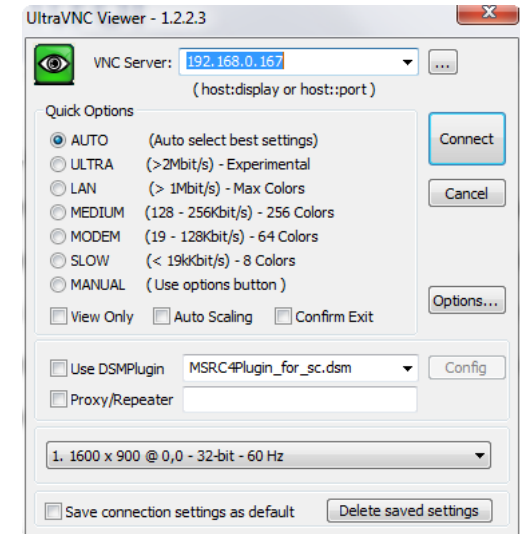 UltraVNC Viewer - 1.2.2.3
VNC Server: 192.168.0.167 ...
( host:display or host::port )
Quick Options
AUTO (Auto select best settings)
ULTRA (>2Mbit/s) - Experimental
LAN (> 1Mbit/s) - Max Colors
MEDIUM (128 - 256Kbit/s) - 256 Colors
MODEM (19 - 128Kbit/s) - 64 Colors
SLOW (< 19kKbit/s) - 8 Colors
MANUAL ( Use options button )
View Only Auto Scaling Confirm Exit
Connect
Cancel
Options...
Use DSMPlugin MSRC4Plugin_for_sc.dsm Config
Proxy/Repeater
1. 1600 x 900 @ 0,0 - 32-bit - 60 Hz
Save connection settings as default Delete saved settings